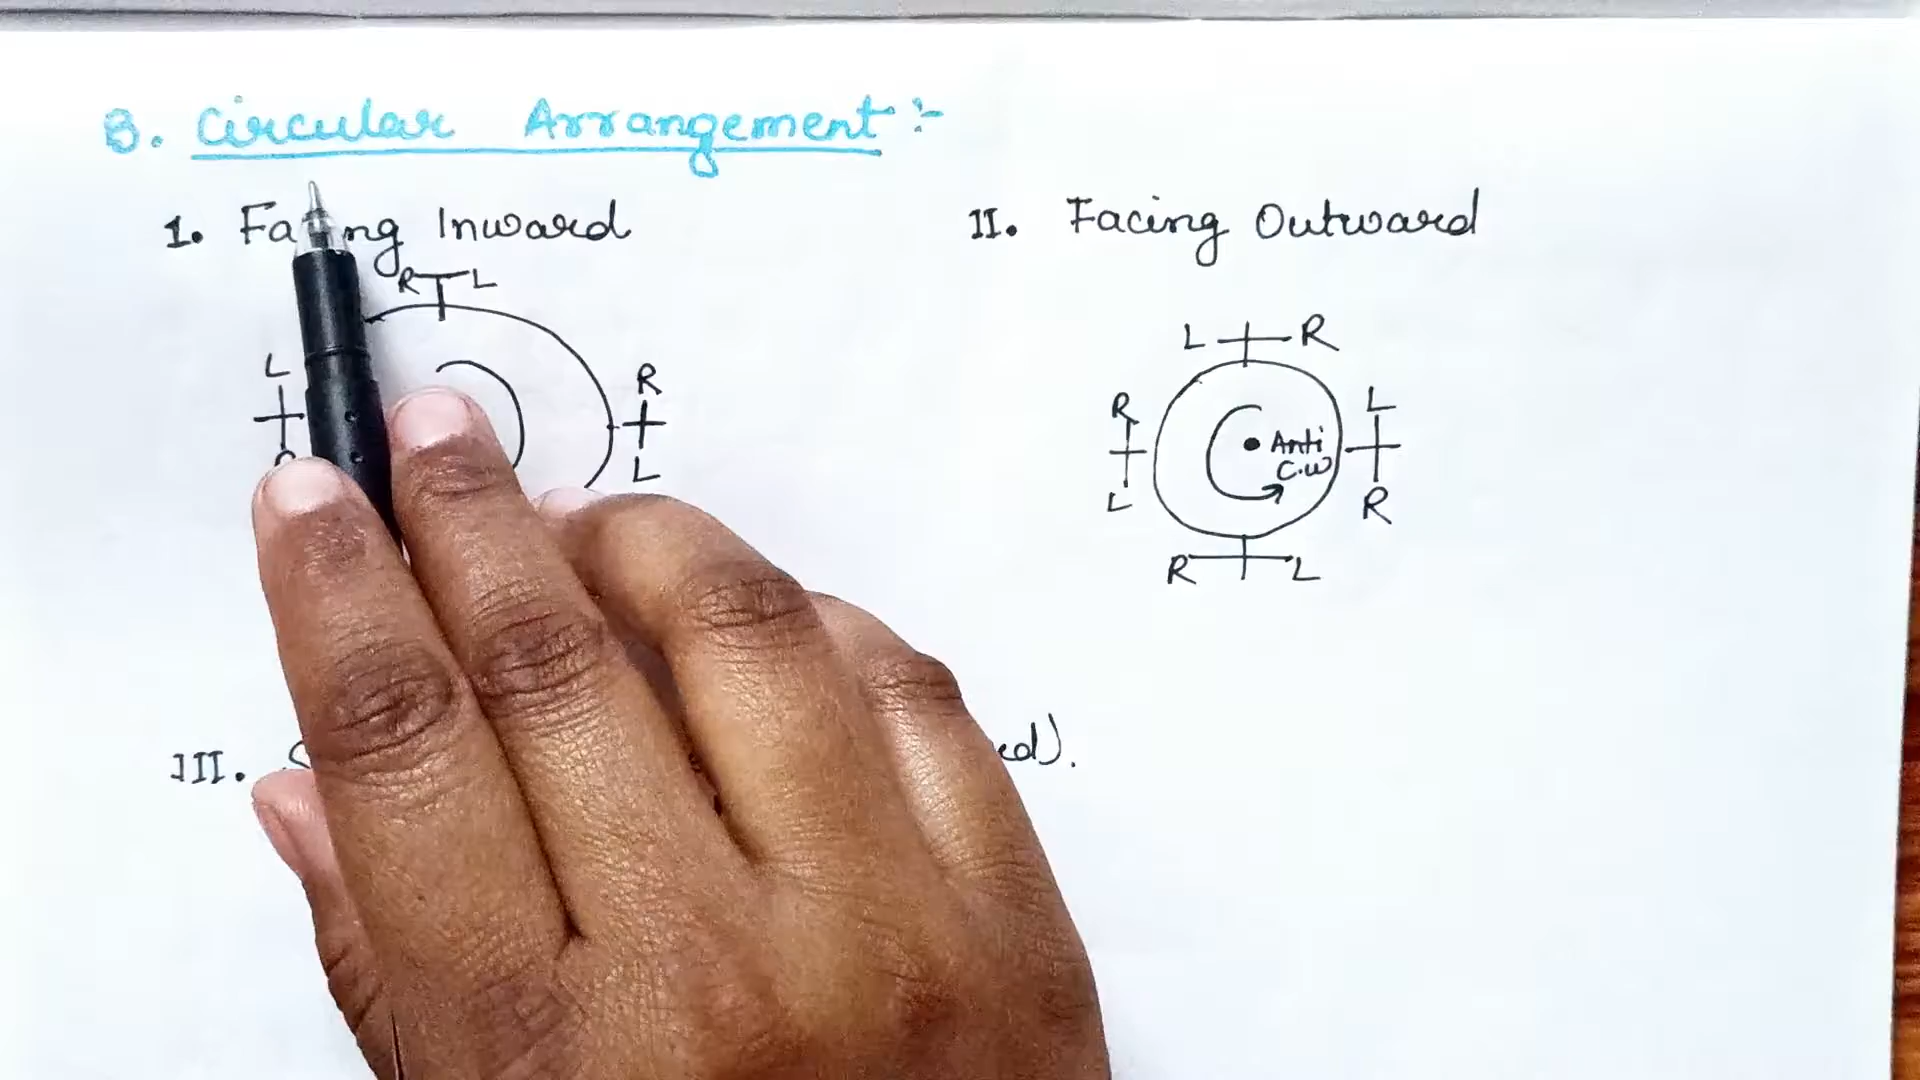 B. Circular Arrangement :-
1. Facing Inward
R L
L
R
L
II. Facing Outward
L R
R
L
Anti
C.W
L
R
R L
III.